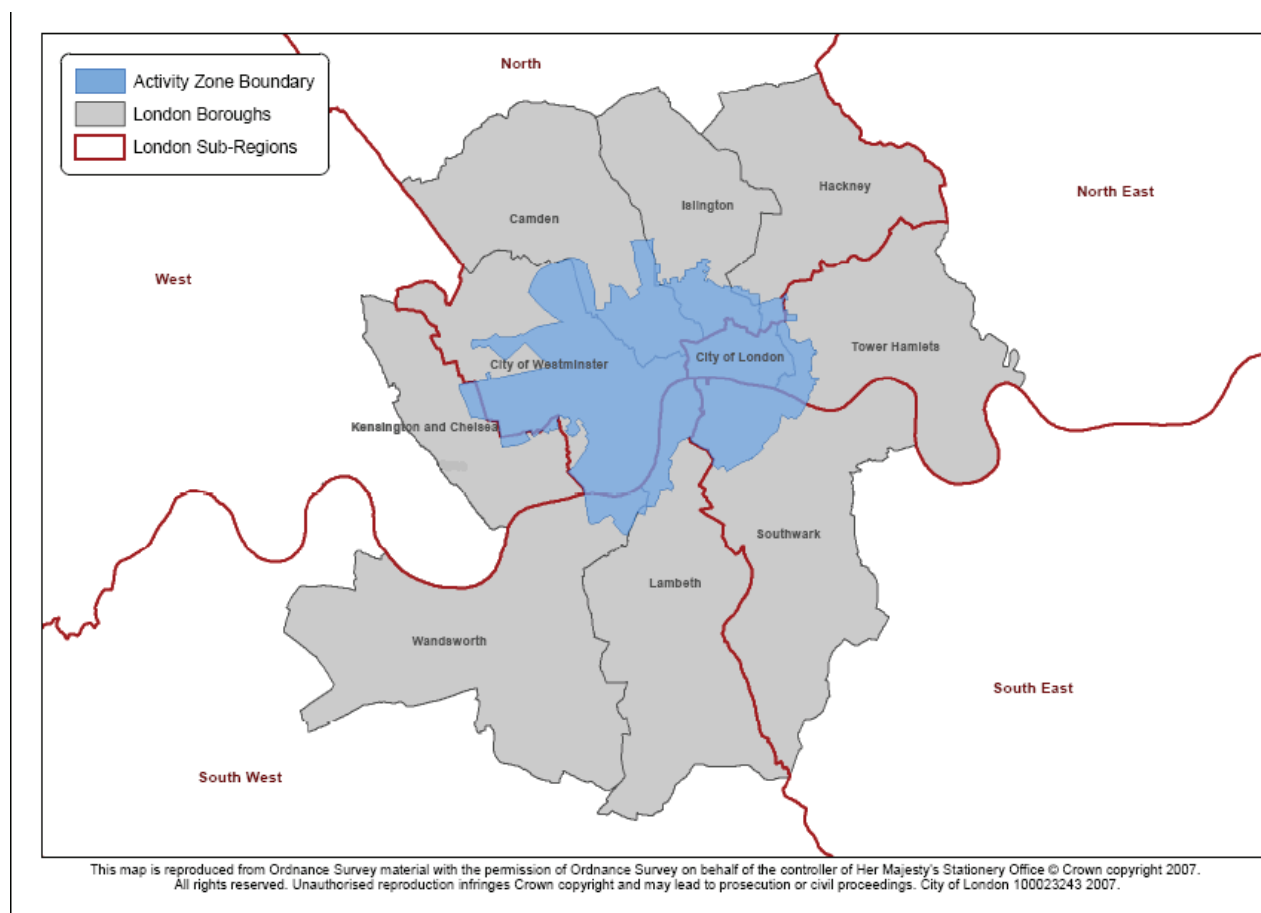 North
Activity Zone Boundary
London Boroughs
London Sub-Regions
Hackney
North East
Islington
Camden
West
Tower Hamlets
City of London
City of Westminster
Kensington and Chelsea
Southwark
Lambeth
Wandsworth
South East
South West
This map is reproduced from Ordnance Survey material with the permission of Ordnance Survey on behalf of the controller of Her Majesty's Stationery Office © Crown copyright 2007.
All rights reserved. Unauthorised reproduction infringes Crown copyright and may lead to prosecution or civil proceedings. City of London 100023243 2007.